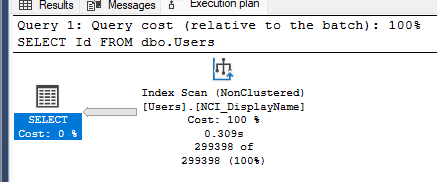 Results Messages Execution plan
Query 1: Query cost (relative to the batch): 100%
SELECT Id FROM dbo.Users
Index Scan (NonClustered)
[Users].[NCI_DisplayName]
Cost: 100 %
0.309s
299398 of
299398 (100%)
SELECT
Cost: 0 %